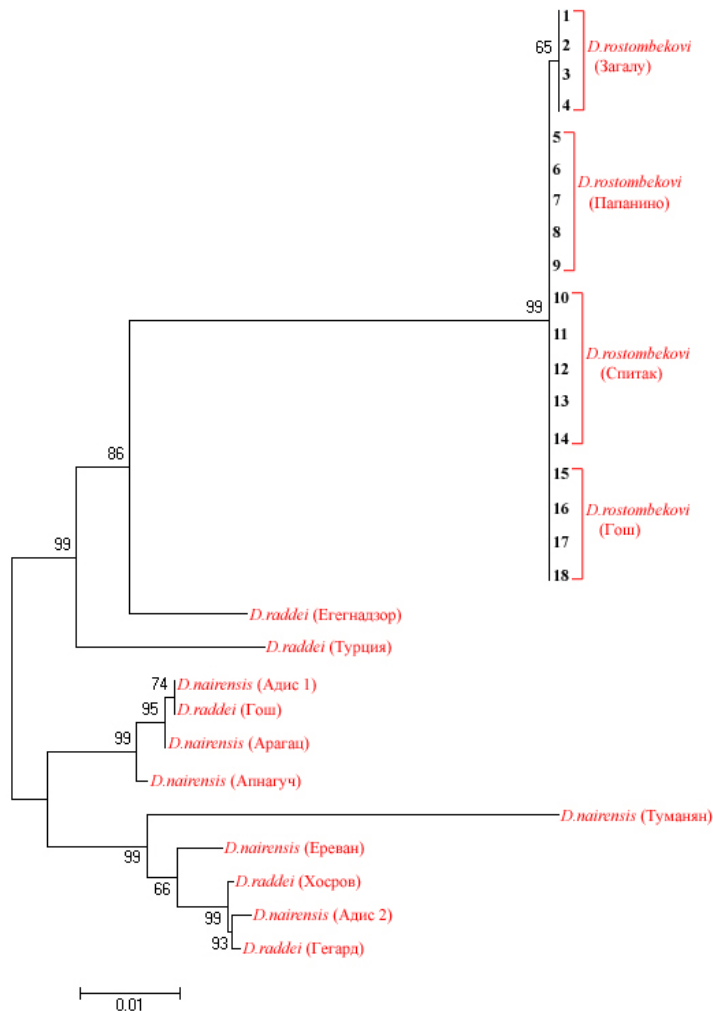 1
65
2
D.rostombekovi
3
(Загалу)
4
5
6
D.rostombekovi
7
(Папанино)
8
9
10
99
11
D.rostombekovi
12
(Спитак)
13
14
86
15
16
D.rostombekovi
(Гош)
17
99
18
D.raddei (Егегнадзор)
D.raddei (Турция)
74
D.nairensis (Адис 1)
95
D.raddei (Гош)
99
D.nairensis (Арагац)
D.nairensis (Апнагуч)
D.nairensis (Туманян)
99
D.nairensis (Ереван)
66
D.raddei (Хосров)
99
D.nairensis (Адис 2)
93
D.raddei (Гегард)
0.01